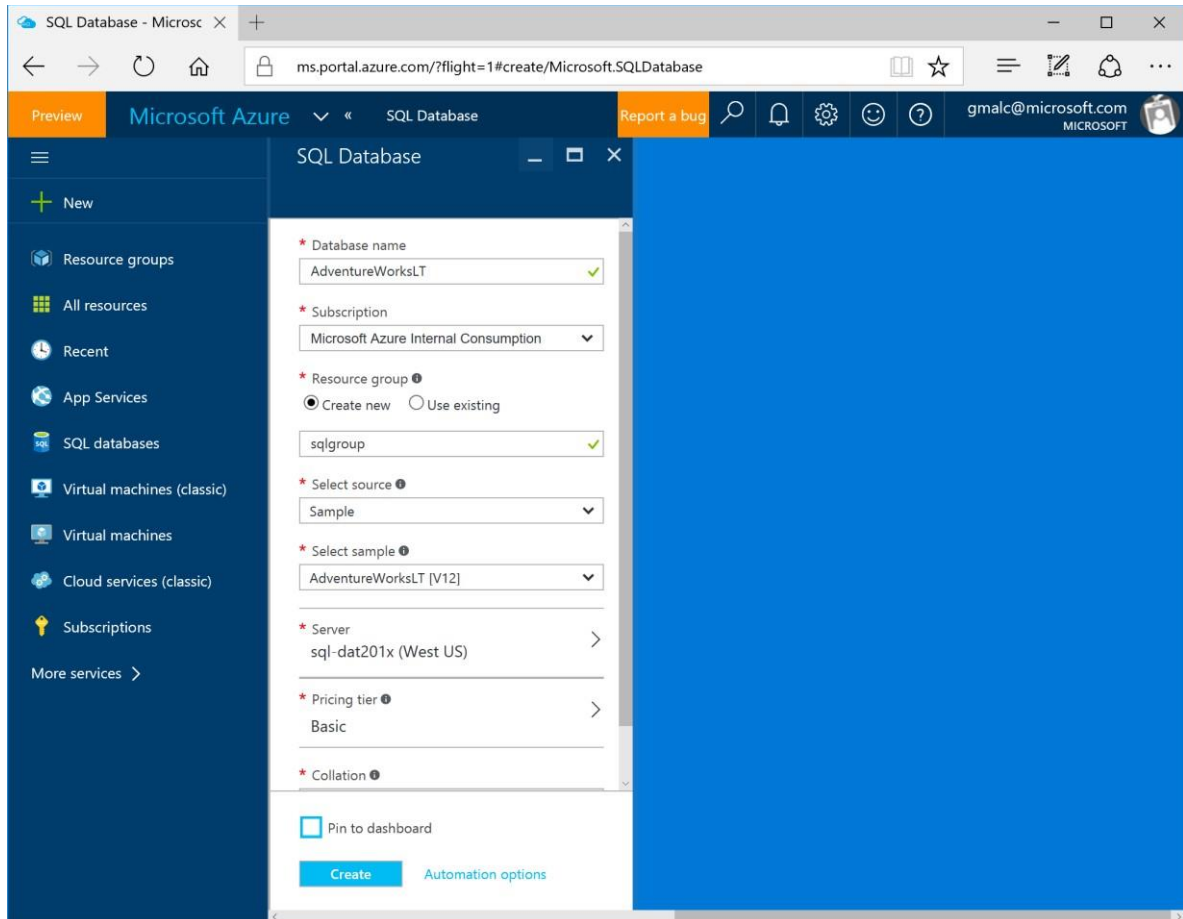 SQL Database - Microsc
ms.portal.azure.com/?flight=1#create/Microsoft.SQLDatabase
Preview
Microsoft Azure
SQL Database
Report a bug
gmalc@microsoft.com
MICROSOFT
New
Resource groups
All resources
Recent
App Services
SQL databases
Virtual machines (classic)
Virtual machines
Cloud services (classic)
Subscriptions
More services
SQL Database
* Database name
AdventureWorksLT
* Subscription
Microsoft Azure Internal Consumption
* Resource group
Create new Use existing
sqlgroup
* Select source
Sample
* Select sample
AdventureWorksLT [V12]
* Server
sql-dat201x (West US)
* Pricing tier
Basic
* Collation
Pin to dashboard
Create Automation options